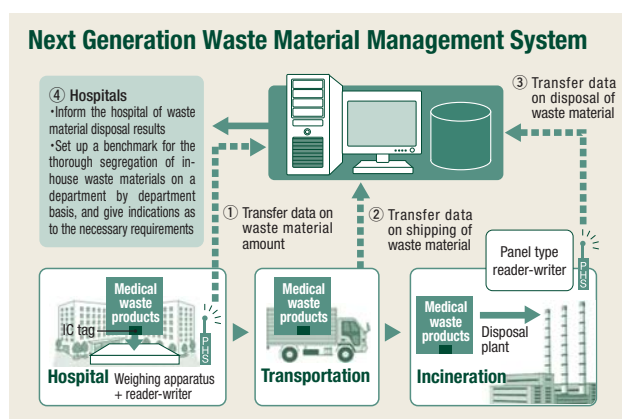 Next Generation Waste Material Management System
④ Hospitals
・Inform the hospital of waste
material disposal results
・Set up a benchmark for the
thorough segregation of in-
house waste materials on a
department by department
basis, and give indications as
to the necessary requirements
③ Transfer data
on disposal of
waste material
① Transfer data on
waste material
amount
② Transfer data
on shipping of
waste material
Panel type
reader-writer
PHS
Medical
waste
products
IC tag
PHS
Hospital Weighing apparatus
+ reader-writer
Medical
waste
products
Transportation
Medical
waste
products
Disposal
plant
Incineration